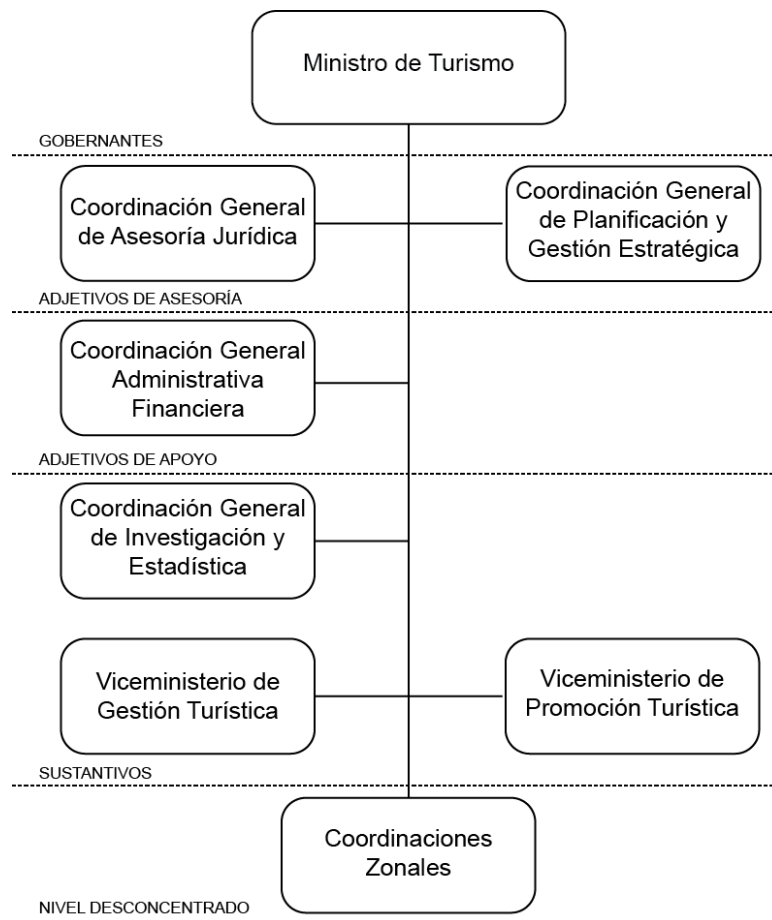 Ministro de Turismo
GOBERNANTES
Coordinación General
de Asesoría Jurídica
Coordinación General
de Planificación y
Gestión Estratégica
ADJETIVOS DE ASESORÍA
Coordinación General
Administrativa
Financiera
ADJETIVOS DE APOYO
Coordinación General
de Investigación y
Estadística
Viceministerio de
Gestión Turística
Viceministerio de
Promoción Turística
SUSTANTIVOS
Coordinaciones
Zonales
NIVEL DESCONCENTRADO